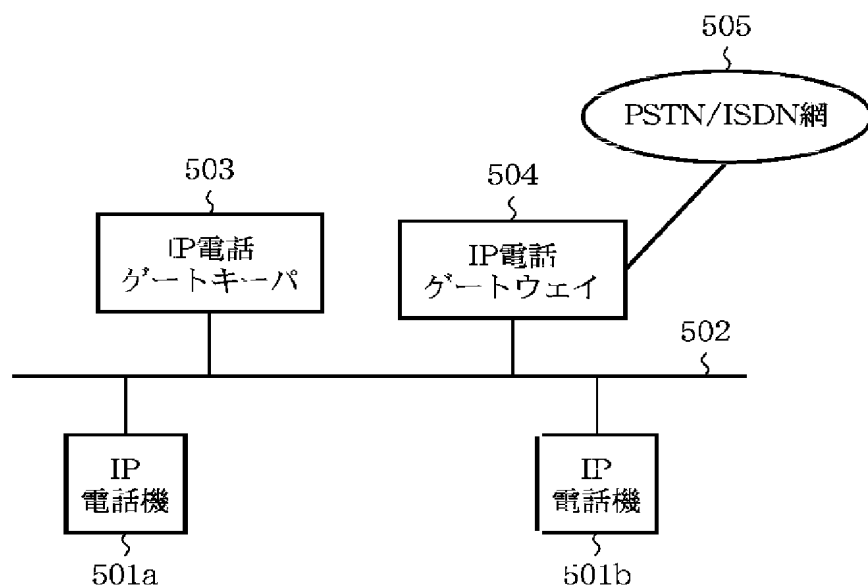 505
PSTN/ISDN網
503
504
IP電話
ゲートキーパ
IP電話
ゲートウェイ
502
IP
電話機
IP
電話機
501a
501b